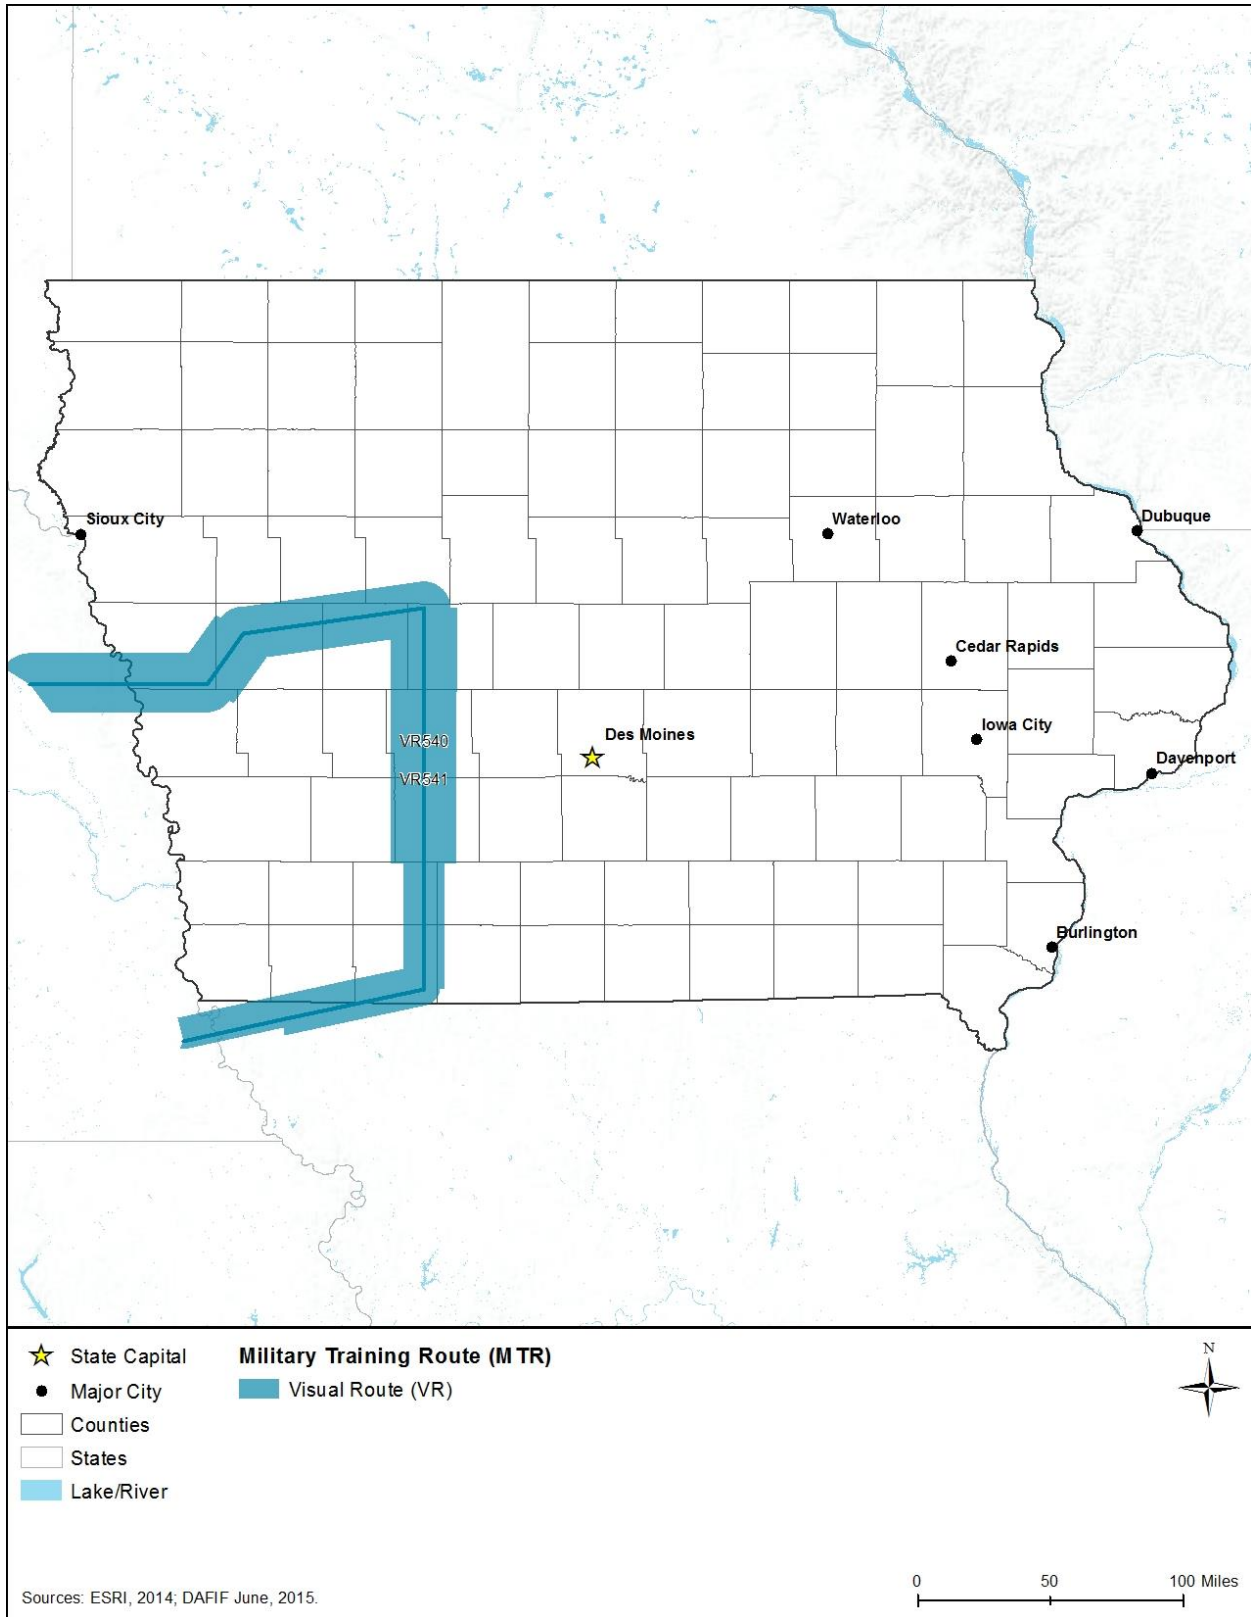 Sioux City
Waterloo
Dubuque
Cedar Rapids
Iowa City
Des Moines
VR540
Davenport
VR541
Burlington
State Capital
Military Training Route (MTR)
N
Major City
Visual Route (VR)
Counties
States
Lake/River
Sources: ESRI, 2014; DAFIF June, 2015.
0 50 100 Miles